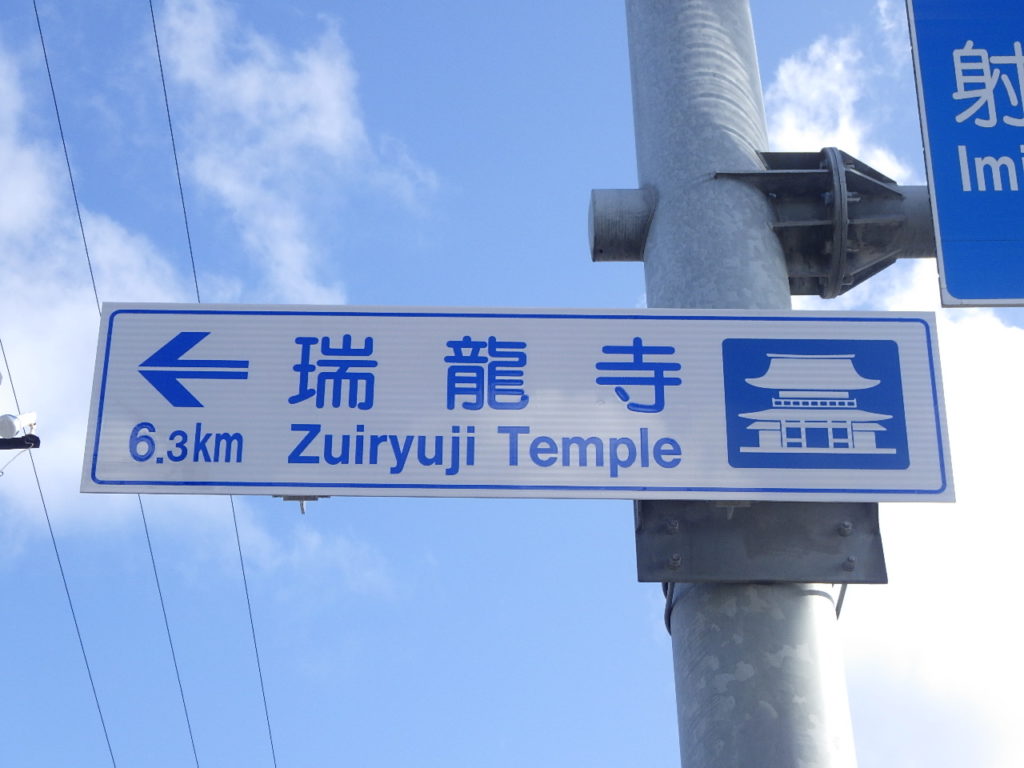 瑞龍寺
6.3km Zuiryuji Temple
射
Imi